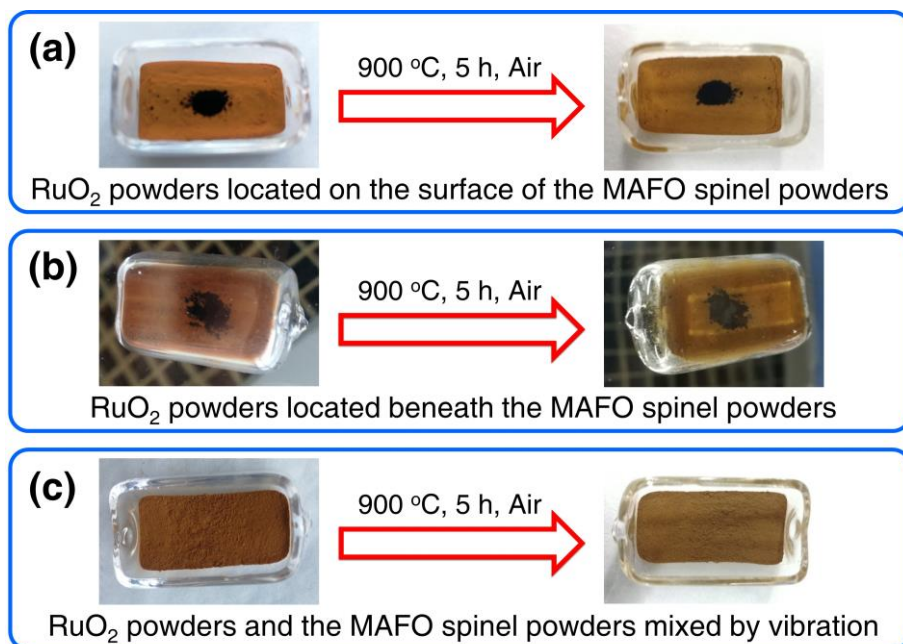 (a)
900 °C, 5 h, Air
RuO₂ powders located on the surface of the MAFO spinel powders
(b)
900 °C, 5 h, Air
RuO₂ powders located beneath the MAFO spinel powders
(c)
900 °C, 5 h, Air
RuO₂ powders and the MAFO spinel powders mixed by vibration